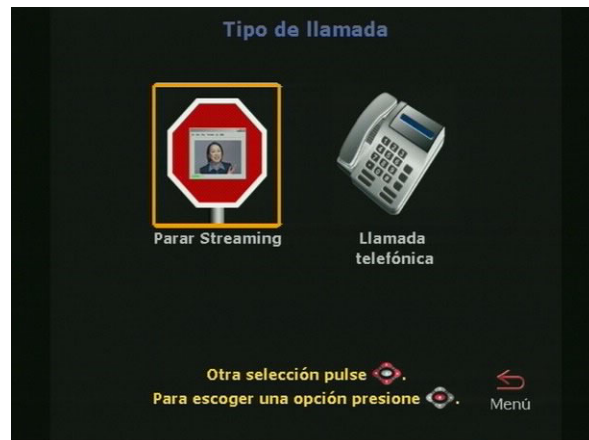 Tipo de llamada
Parar Streaming
Llamada
telefónica
Otra selección pulse .
Para escoger una opción presione .
Menú